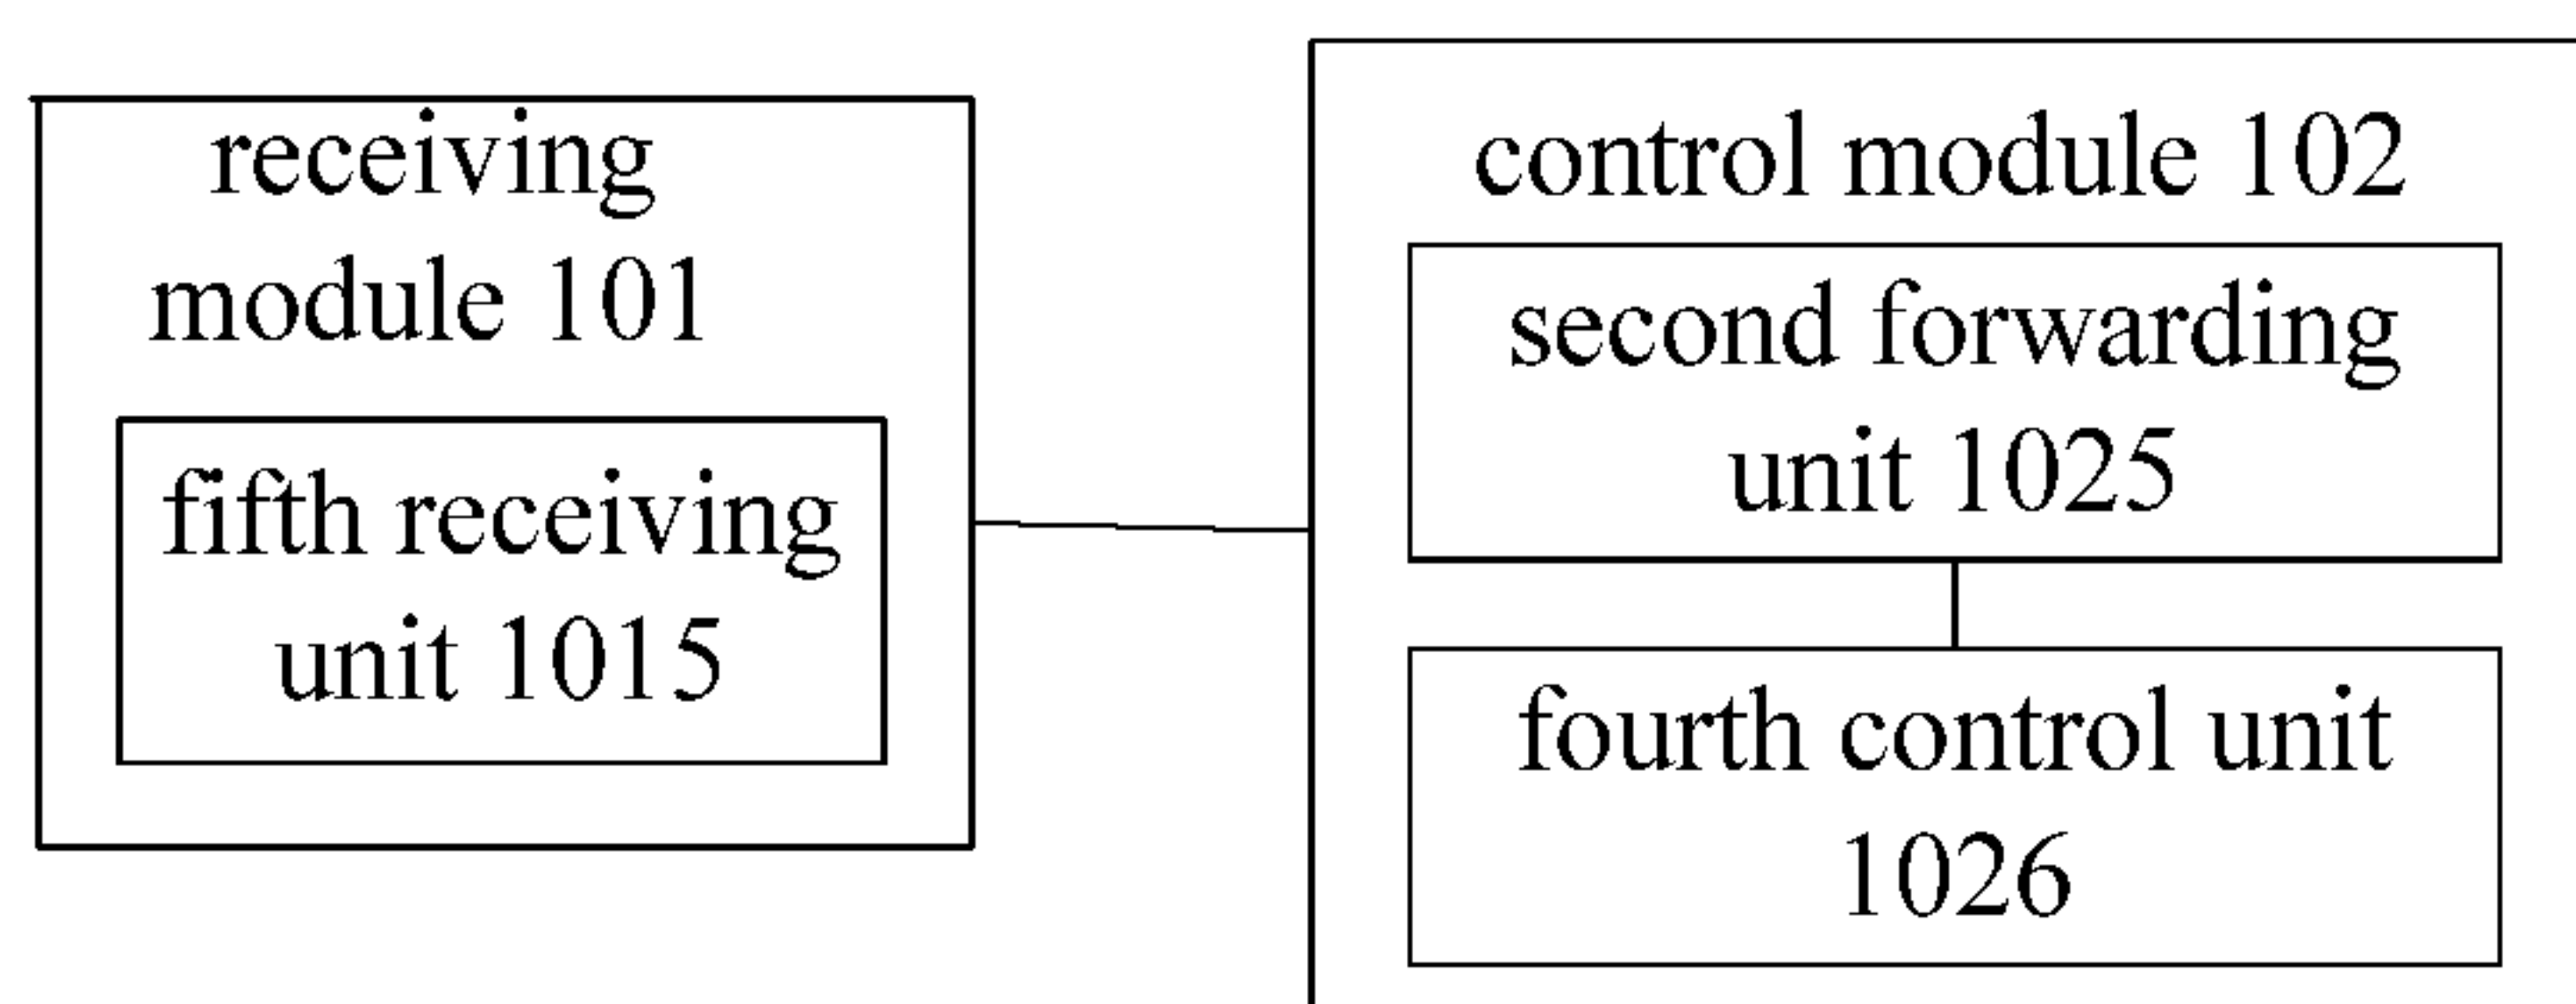 receiving
module 101
fifth receiving
unit 1015
control module 102
second forwarding
unit 1025
fourth control unit
1026